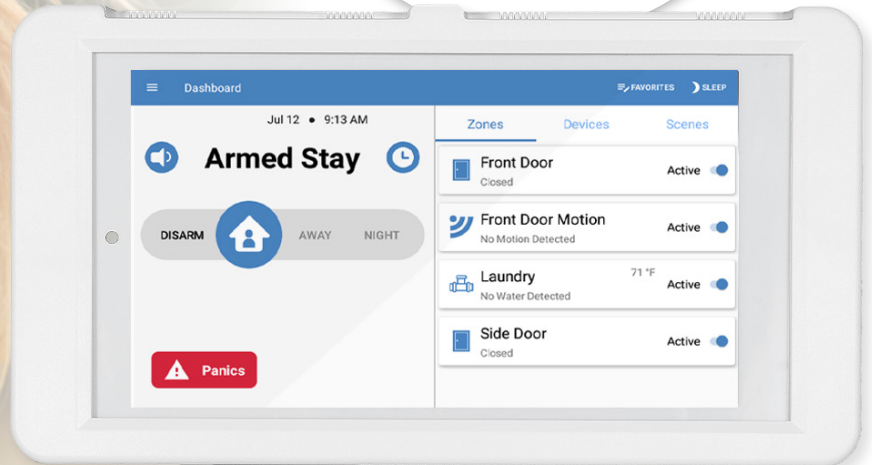 Dashboard
FAVORITES
SLEEP
Jul 12 • 9:13 AM
Armed Stay
DISARM
AWAY
NIGHT
Panics
Zones
Devices
Scenes
Front Door
Closed
Active
Front Door Motion
No Motion Detected
Active
Laundry
No Water Detected
71 °F
Active
Side Door
Closed
Active